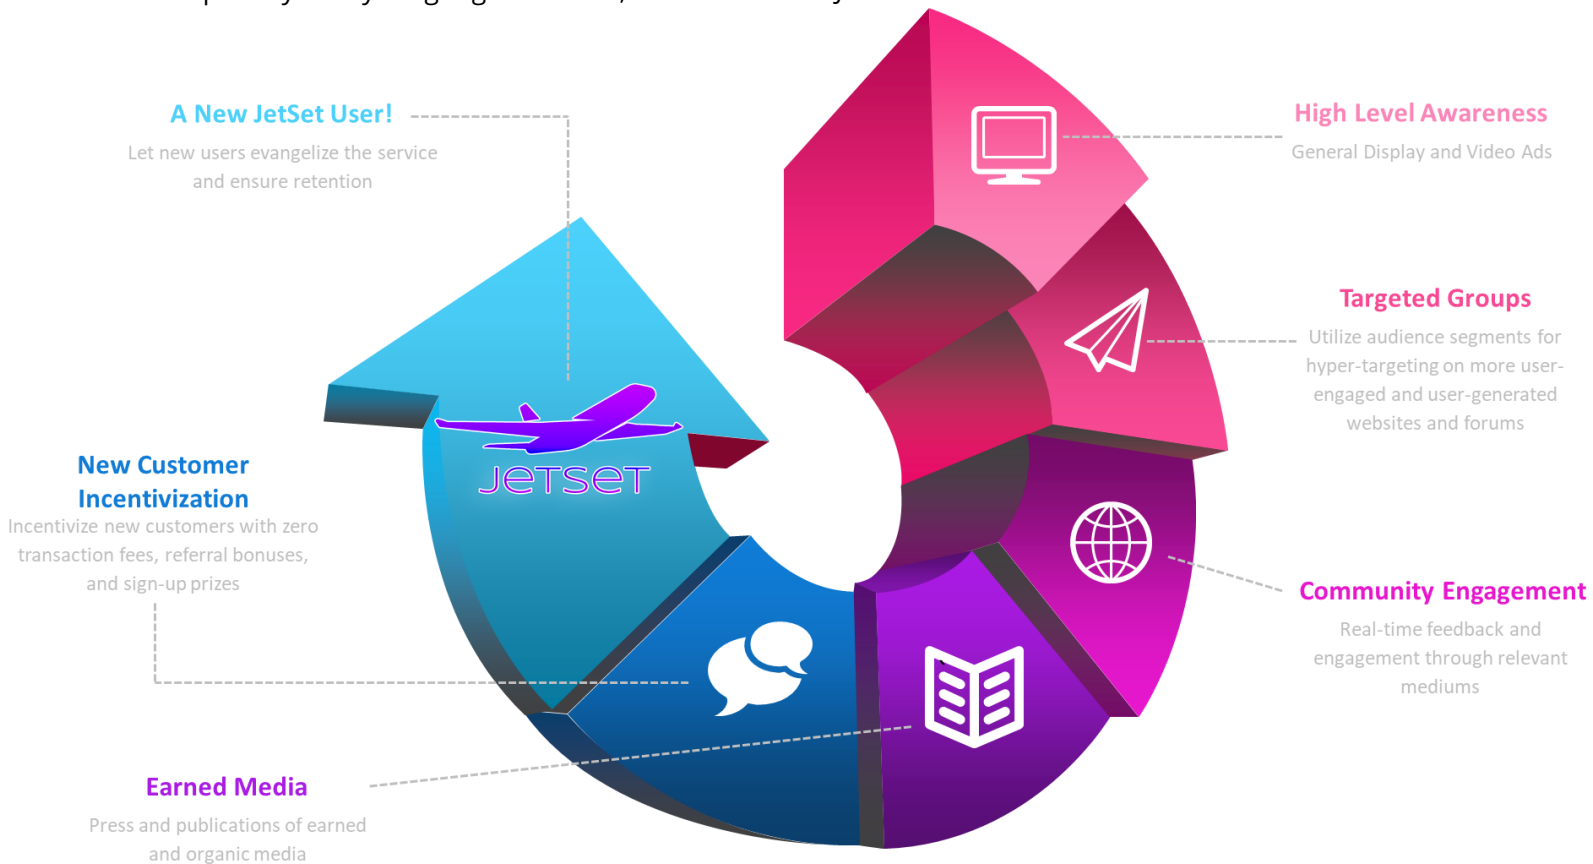 A New JetSet User!
Let new users evangelize the service
and ensure retention
High Level Awareness
General Display and Video Ads
Targeted Groups
Utilize audience segments for
hyper-targeting on more user-
engaged and user-generated
websites and forums
JETSET
New Customer
Incentivization
Incentivize new customers with zero
transaction fees, referral bonuses,
and sign-up prizes
Community Engagement
Real-time feedback and
engagement through relevant
mediums
Earned Media
Press and publications of earned
and organic media